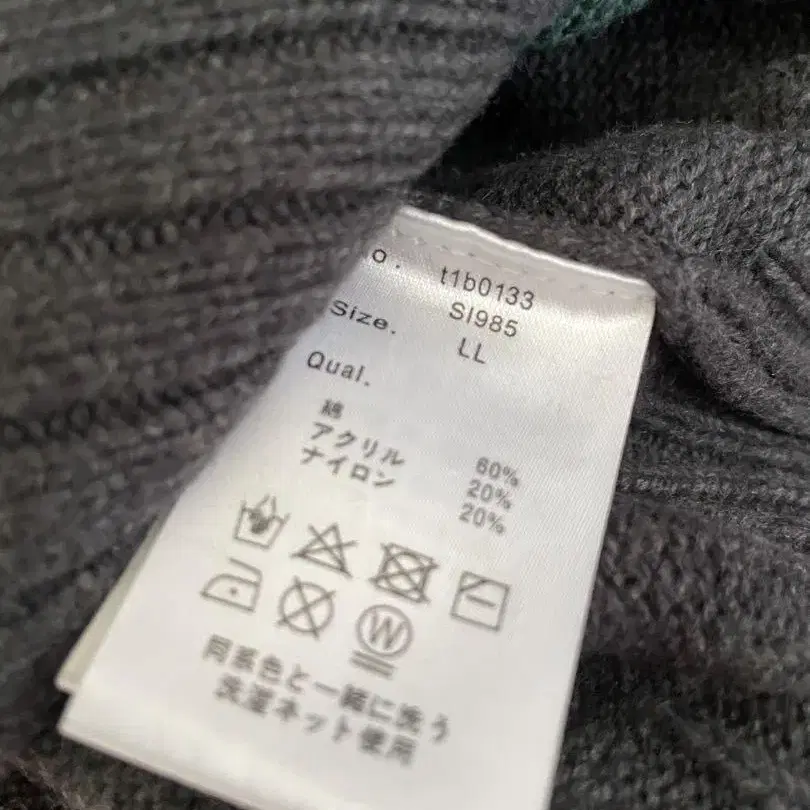 o. t1b0133
SI985
Size. LL
Qual.
綿 60%
アクリル 20%
ナイロン 20%
W
同系色と一緒に洗う
洗濯ネット使用